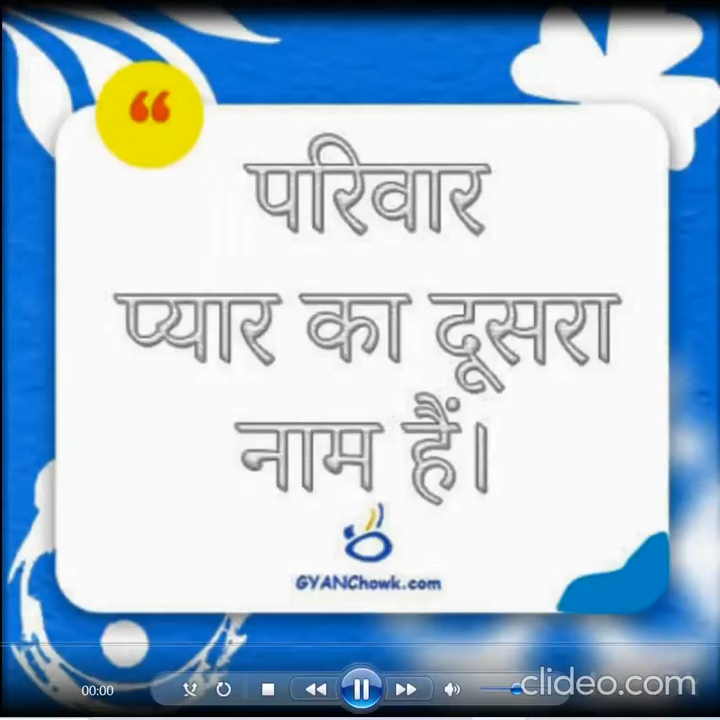 “
परिवार
प्यार का दूसरा
नाम हैं।
GYANChowk.com
00:00
clideo.com